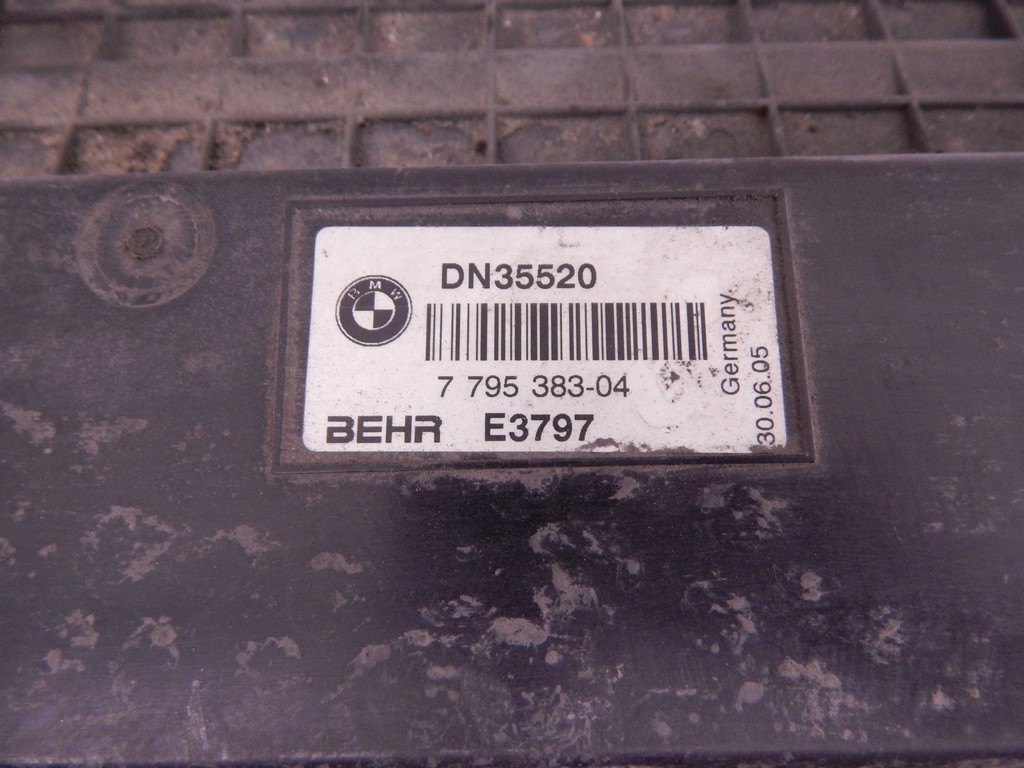 DN35520
BMW
7 795 383-04
BEHR E3797
Germany
30.06.05